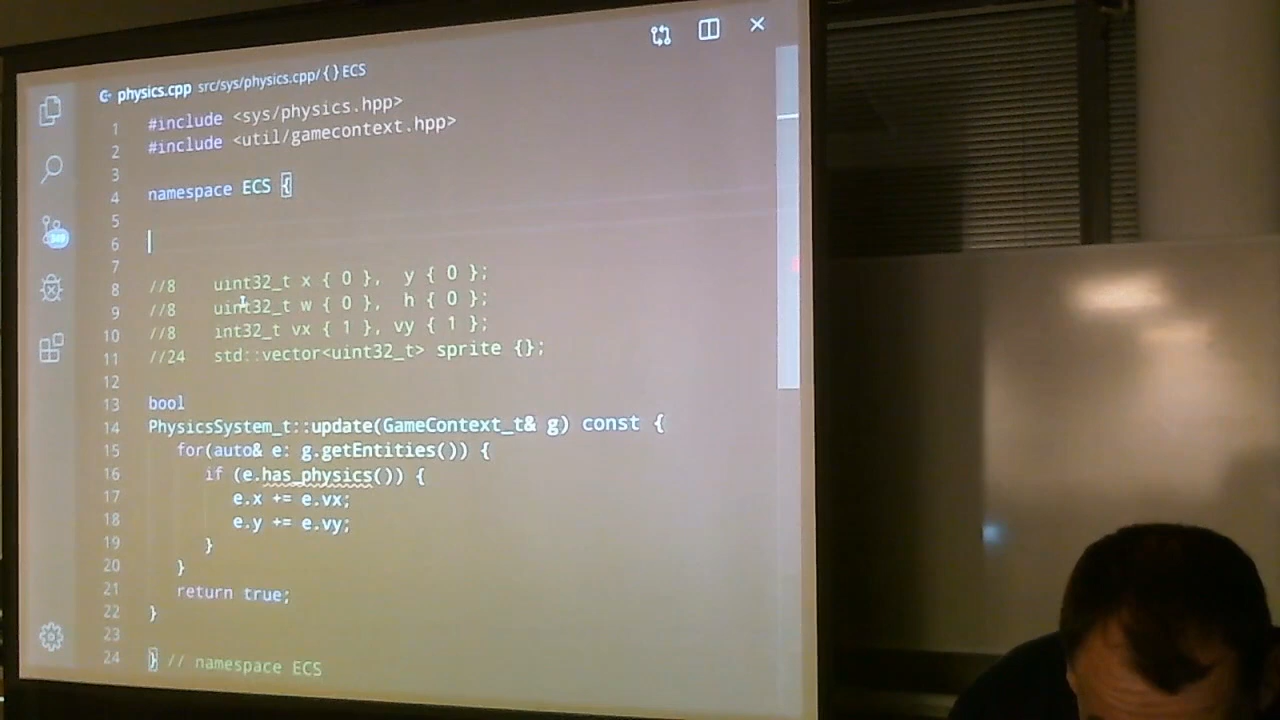 physics.cpp src/sys/physics.cpp/{}ECS
1 #include <sys/physics.hpp>
2 #include <util/gamecontext.hpp>
3
4 namespace ECS {
5
6
7
8 //8 uint32_t x { 0 }, y { 0 };
9 //8 uint32_t w { 0 }, h { 0 };
10 //8 int32_t vx { 1 }, vy { 1 };
11 //24 std::vector<uint32_t> sprite {};
12
13 bool
14 PhysicsSystem_t::update(GameContext_t& g) const {
15 for(auto& e: g.getEntities()) {
16 if (e.has_physics()) {
17 e.x += e.vx;
18 e.y += e.vy;
19 }
20 }
21 return true;
22 }
23
24 } // namespace ECS